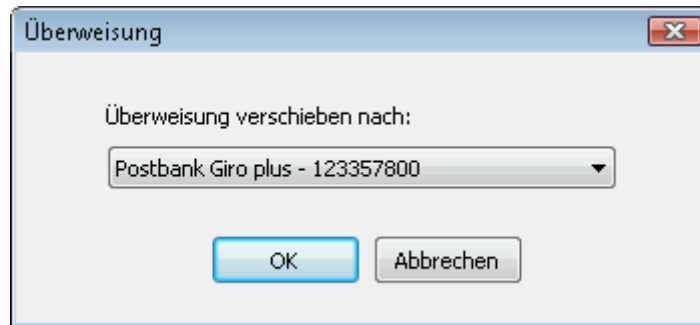 Überweisung
Überweisung verschieben nach:
Postbank Giro plus - 123357800
OK
Abbrechen